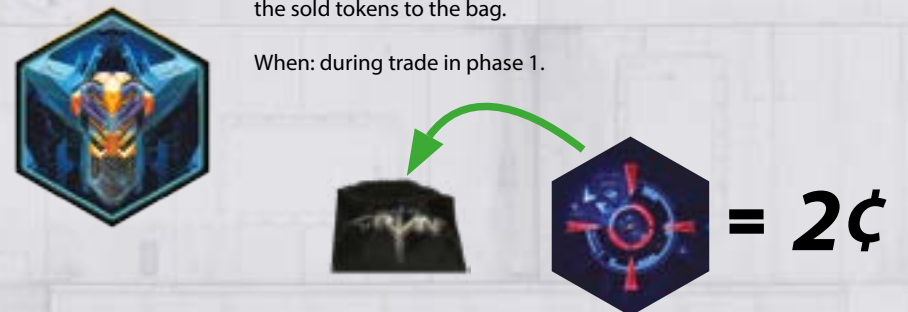 the sold tokens to the bag.
When: during trade in phase 1.
= 2¢